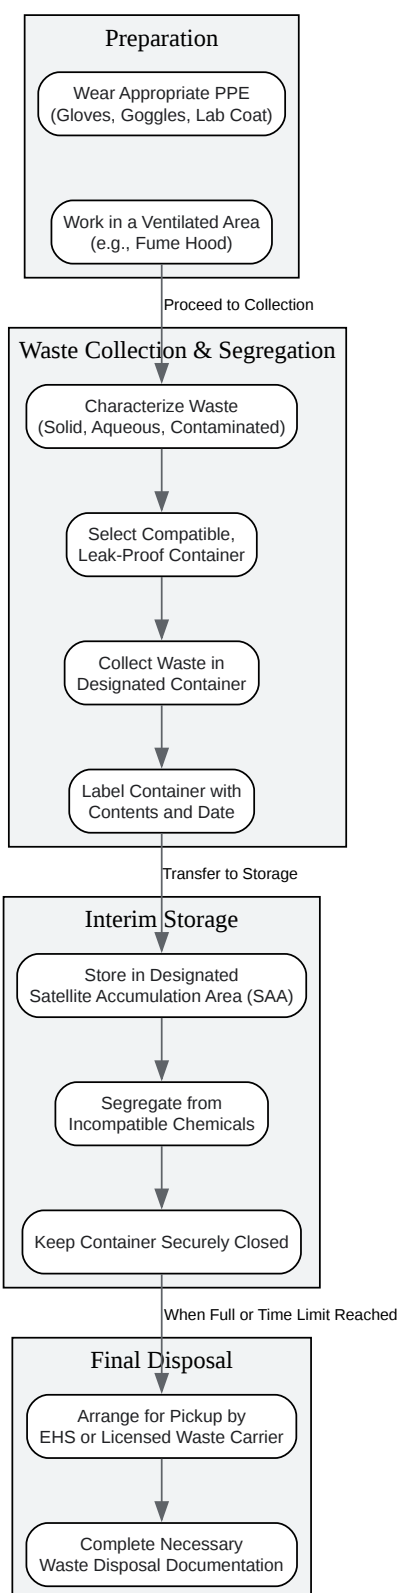 Preparation
Wear Appropriate PPE
(Gloves, Goggles, Lab Coat)
Work in a Ventilated Area
(e.g., Fume Hood)
Proceed to Collection
Waste Collection & Segregation
Characterize Waste
(Solid, Aqueous, Contaminated)
Select Compatible,
Leak-Proof Container
Collect Waste in
Designated Container
Label Container with
Contents and Date
Transfer to Storage
Interim Storage
Store in Designated
Satellite Accumulation Area (SAA)
Segregate from
Incompatible Chemicals
Keep Container Securely Closed
When Full or Time Limit Reached
Final Disposal
Arrange for Pickup by
EHS or Licensed Waste Carrier
Complete Necessary
Waste Disposal Documentation